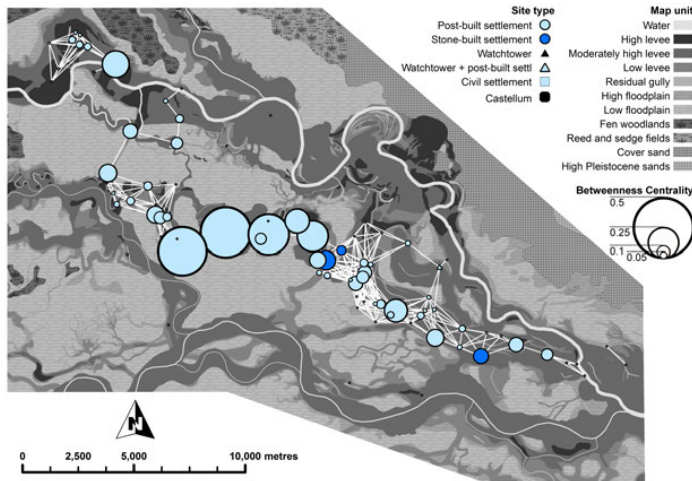 Site type
Post-built settlement
Stone-built settlement
Watchtower
Watchtower + post-built settl
Civil settlement
Castellum
Map unit
Water
High levee
Moderately high levee
Low levee
Residual gully
High floodplain
Low floodplain
Fen woodlands
Reed and sedge fields
Cover sand
High Pleistocene sands
Betweenness Centrality
0.5
0.25
0.1
0.05
N
0 2,500 5,000 10,000 metres